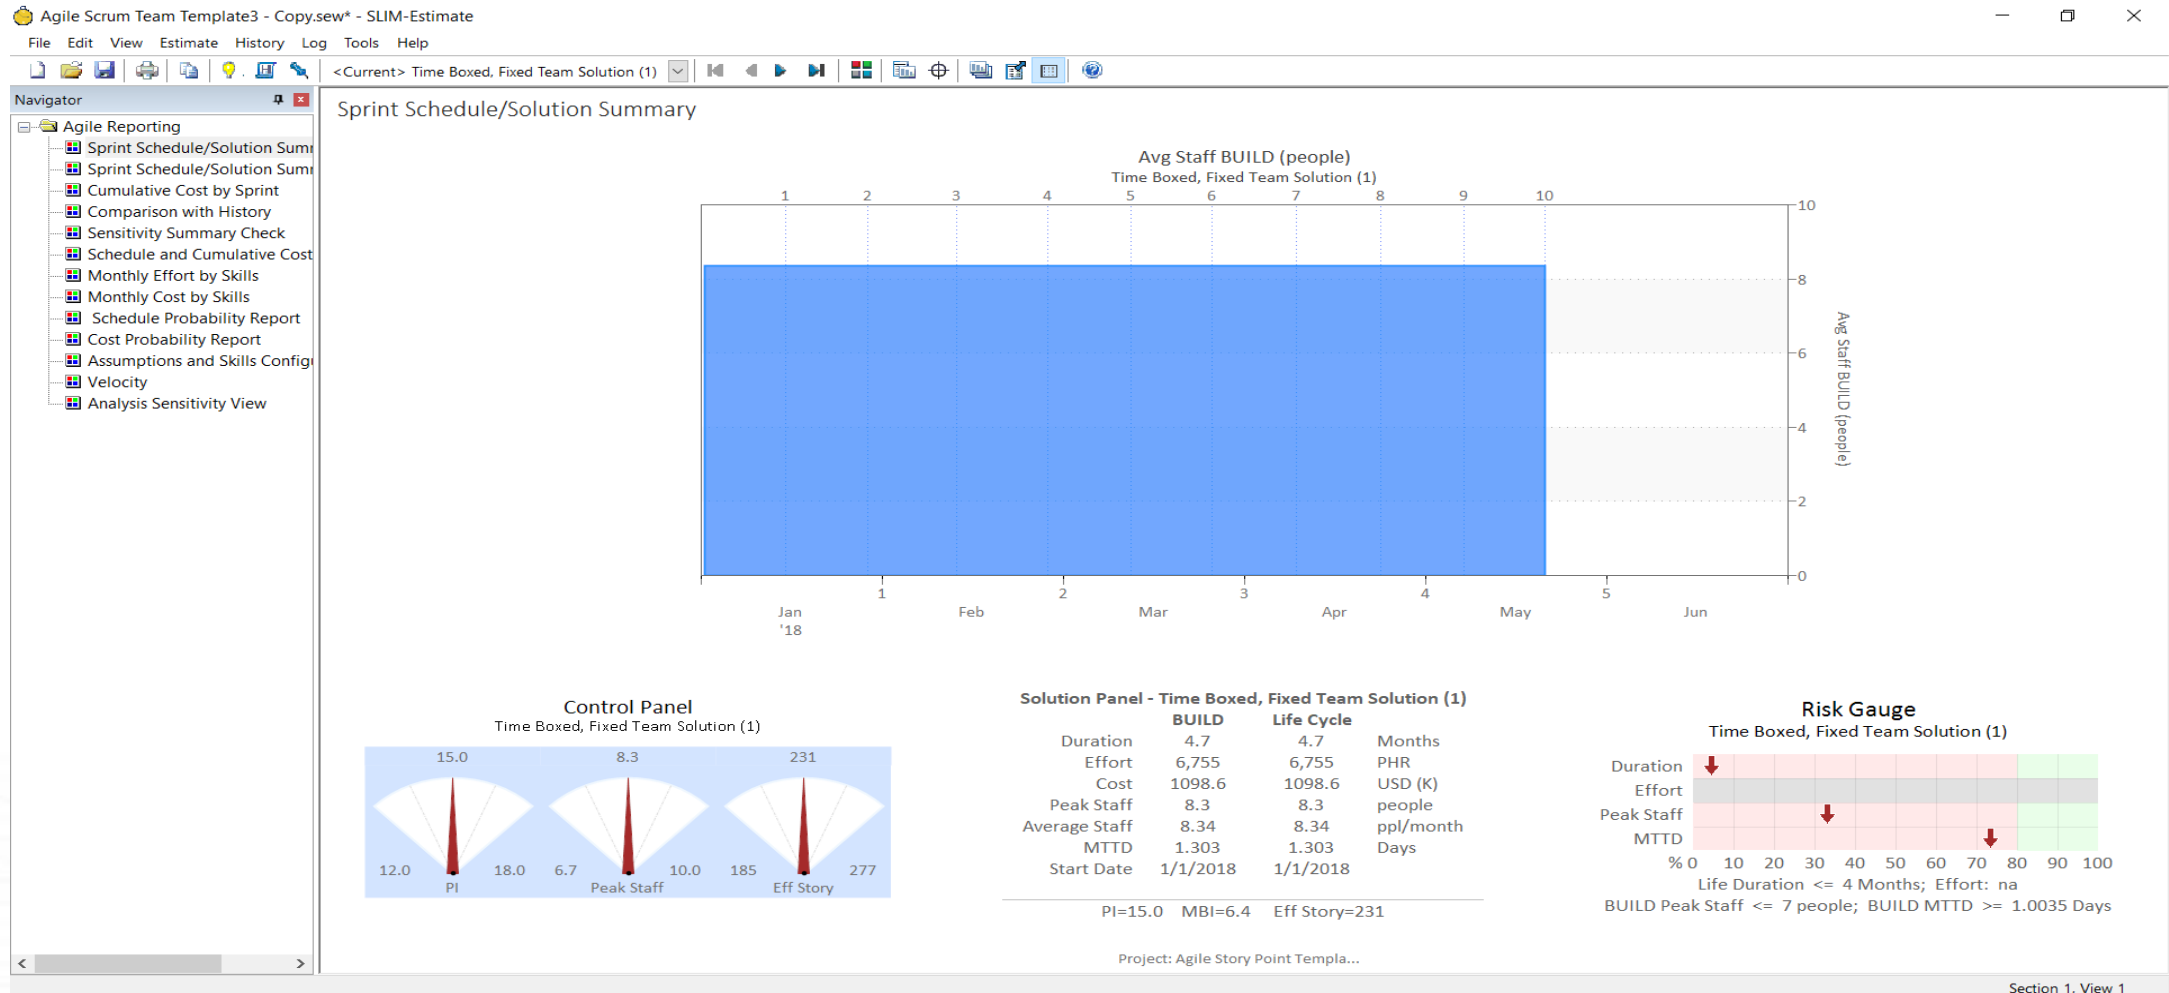 Agile Scrum Team Template3 - Copy.sew* - SLIM-Estimate
File Edit View Estimate History Log Tools Help
<Current> Time Boxed, Fixed Team Solution (1)
Navigator
Agile Reporting
Sprint Schedule/Solution Sum
Sprint Schedule/Solution Sum
Cumulative Cost by Sprint
Comparison with History
Sensitivity Summary Check
Schedule and Cumulative Cost
Monthly Effort by Skills
Monthly Cost by Skills
Schedule Probability Report
Cost Probability Report
Assumptions and Skills Config
Velocity
Analysis Sensitivity View
Sprint Schedule/Solution Summary
Avg Staff BUILD (people)
Time Boxed, Fixed Team Solution (1)
1 2 3 4 5 6 7 8 9 10
10
8
6
4
2
0
Avg Staff BUILD (people)
1 2 3 4 5
Jan Feb Mar Apr May Jun
'18
Control Panel
Time Boxed, Fixed Team Solution (1)
15.0 8.3 231
12.0 18.0 6.7 10.0 185 277
PI Peak Staff Eff Story
Solution Panel - Time Boxed, Fixed Team Solution (1)
BUILD Life Cycle
Duration 4.7 4.7 Months
Effort 6,755 6,755 PHR
Cost 1098.6 1098.6 USD (K)
Peak Staff 8.3 8.3 people
Average Staff 8.34 8.34 ppl/month
MTTD 1.303 1.303 Days
Start Date 1/1/2018 1/1/2018
PI=15.0 MBI=6.4 Eff Story=231
Project: Agile Story Point Templa...
Risk Gauge
Time Boxed, Fixed Team Solution (1)
Duration
Effort
Peak Staff
MTTD
% 0 10 20 30 40 50 60 70 80 90 100
Life Duration <= 4 Months; Effort: na
BUILD Peak Staff <= 7 people; BUILD MTTD >= 1.0035 Days
Section 1, View 1